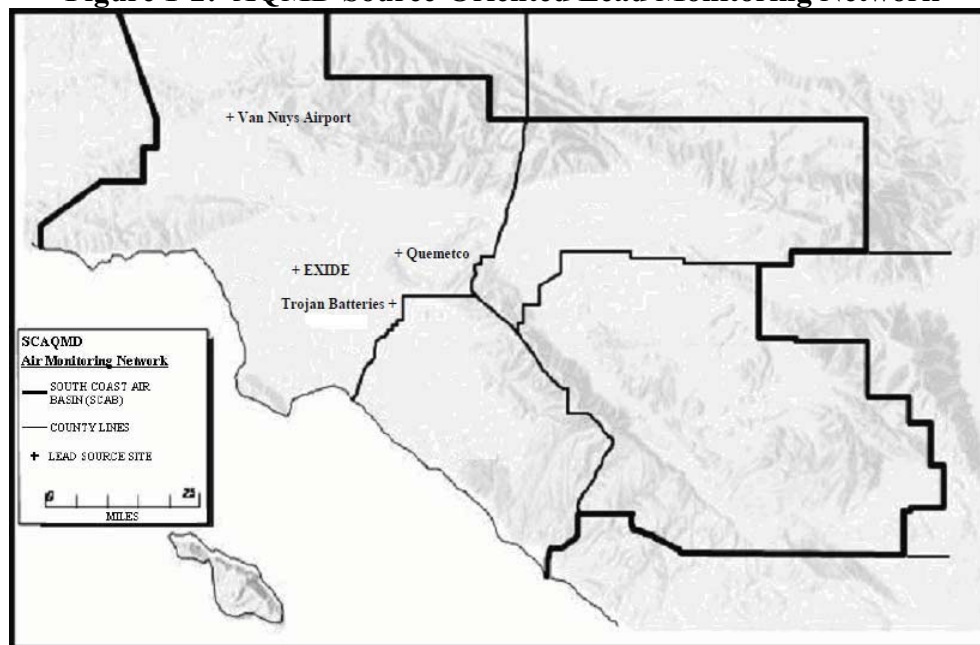 Figure 1-2: AQMD Source-Oriented Lead Monitoring Network
+ Van Nuys Airport
+ Quemetco
+ EXIDE
Trojan Batteries +
SCAQMD
Air Monitoring Network
SOUTH COAST AIR
BASIN (SCAB)
COUNTY LINES
+ LEAD SOURCE SITE
0 25
MILES